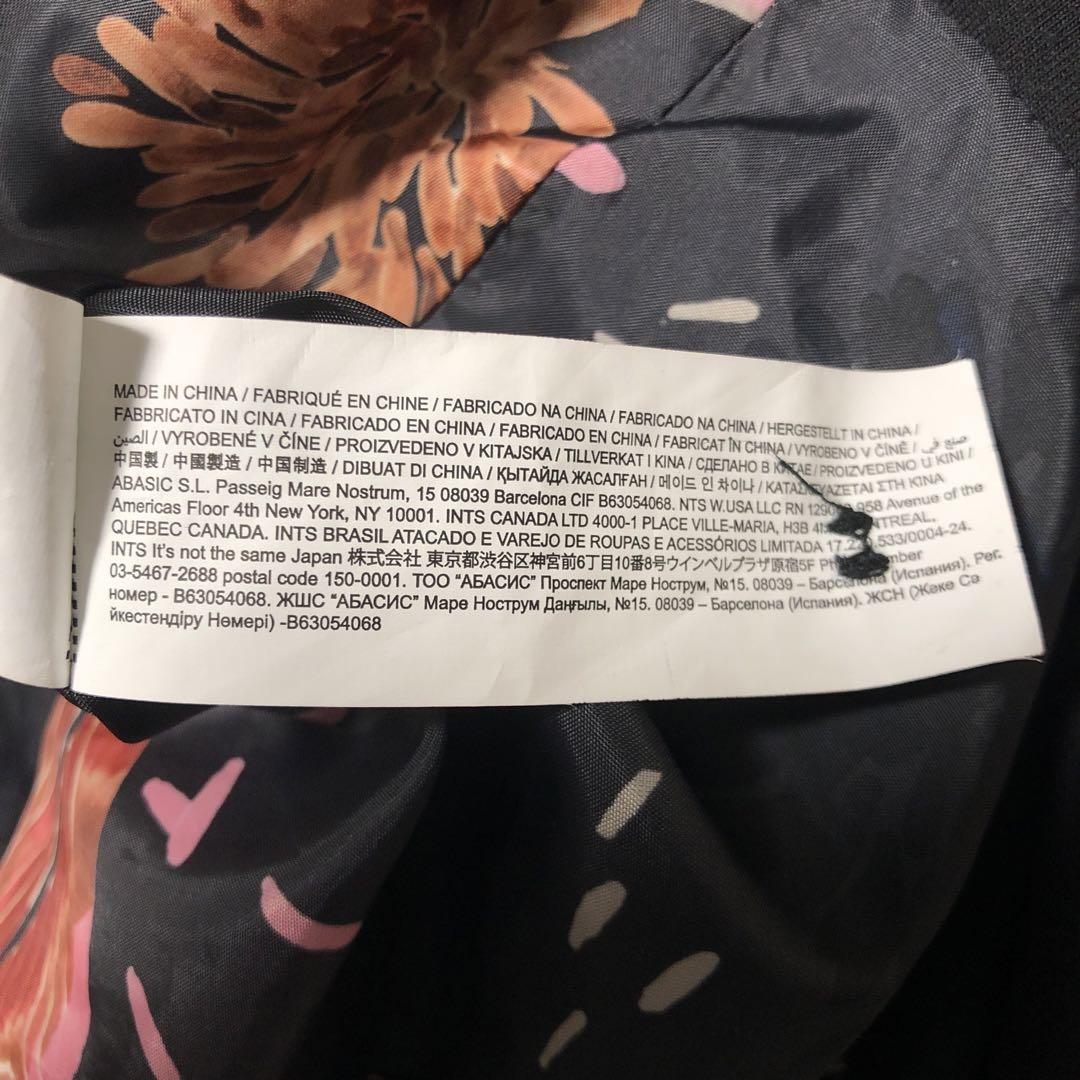 MADE IN CHINA / FABRIQUÉ EN CHINE / FABRICADO NA CHINA / FABRICADO NA CHINA / HERGESTELLT IN CHINA /
FABBRICATO IN CINA / FABRICADO EN CHINA / FABRICADO EN CHINA / FABRICAT ÎN CHINA / VYROBENÉ V ČÍNĚ / صنع في
الصين / VYROBENÉ V ČÍNE / PROIZVEDENO V KITAJSKA / TILLVERKAT I KINA / СДЕЛАНО В КИТАЕ / PROIZVEDENO U KINI /
中国製 / 中國製造 / 中国制造 / DIBUAT DI CHINA / ҚЫТАЙДА ЖАСАЛҒАН / 메이드 인 차이나 / ΣΤΗ ΚΙΝΑ
ABASIC S.L. Passeig Mare Nostrum, 15 08039 Barcelona CIF B63054068. NTS W.USA LLC RN Avenue of the
Americas Floor 4th New York, NY 10001. INTS CANADA LTD 4000-1 PLACE VILLE-MARIA, H3B
QUEBEC CANADA. INTS BRASIL ATACADO E VAREJO DE ROUPAS E ACESSÓRIOS LIMITADA
INTS It's not the same Japan 株式会社 東京都渋谷区神宮前6丁目10番8号ウインベルプラザ原宿5F
03-5467-2688 postal code 150-0001. ТОО "АБАСИС" Проспект Маре Нострум, №15. 08039 – Барселона (Испания). Рег.
номер - B63054068. ЖШС "АБАСИС" Маре Нострум Даңғылы, №15. 08039 – Барселона (Испания). ЖСН (Жеке Сә
йкестендіру Нөмері) -B63054068